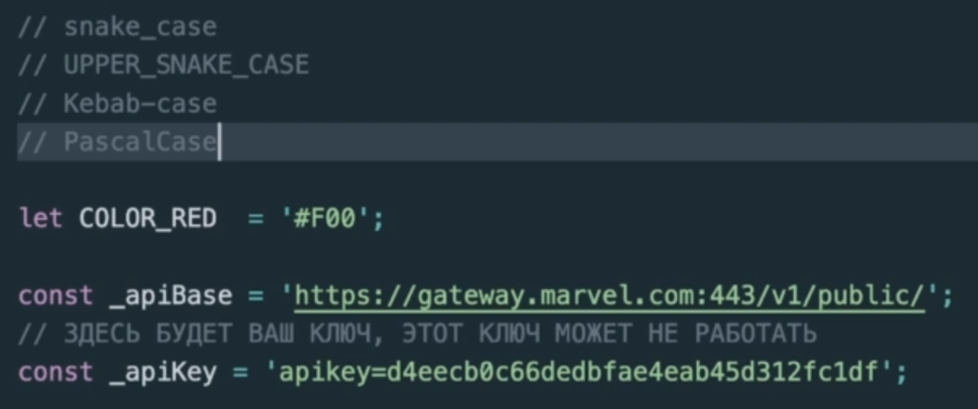 // snake_case
// UPPER_SNAKE_CASE
// Kebab-case
// PascalCase
let COLOR_RED  = '#F00';
const _apiBase = 'https://gateway.marvel.com:443/v1/public/';
// ЗДЕСЬ БУДЕТ ВАШ КЛЮЧ, ЭТОТ КЛЮЧ МОЖЕТ НЕ РАБОТАТЬ
const _apiKey = 'apikey=d4eecb0c66dedbfae4eab45d312fc1df';